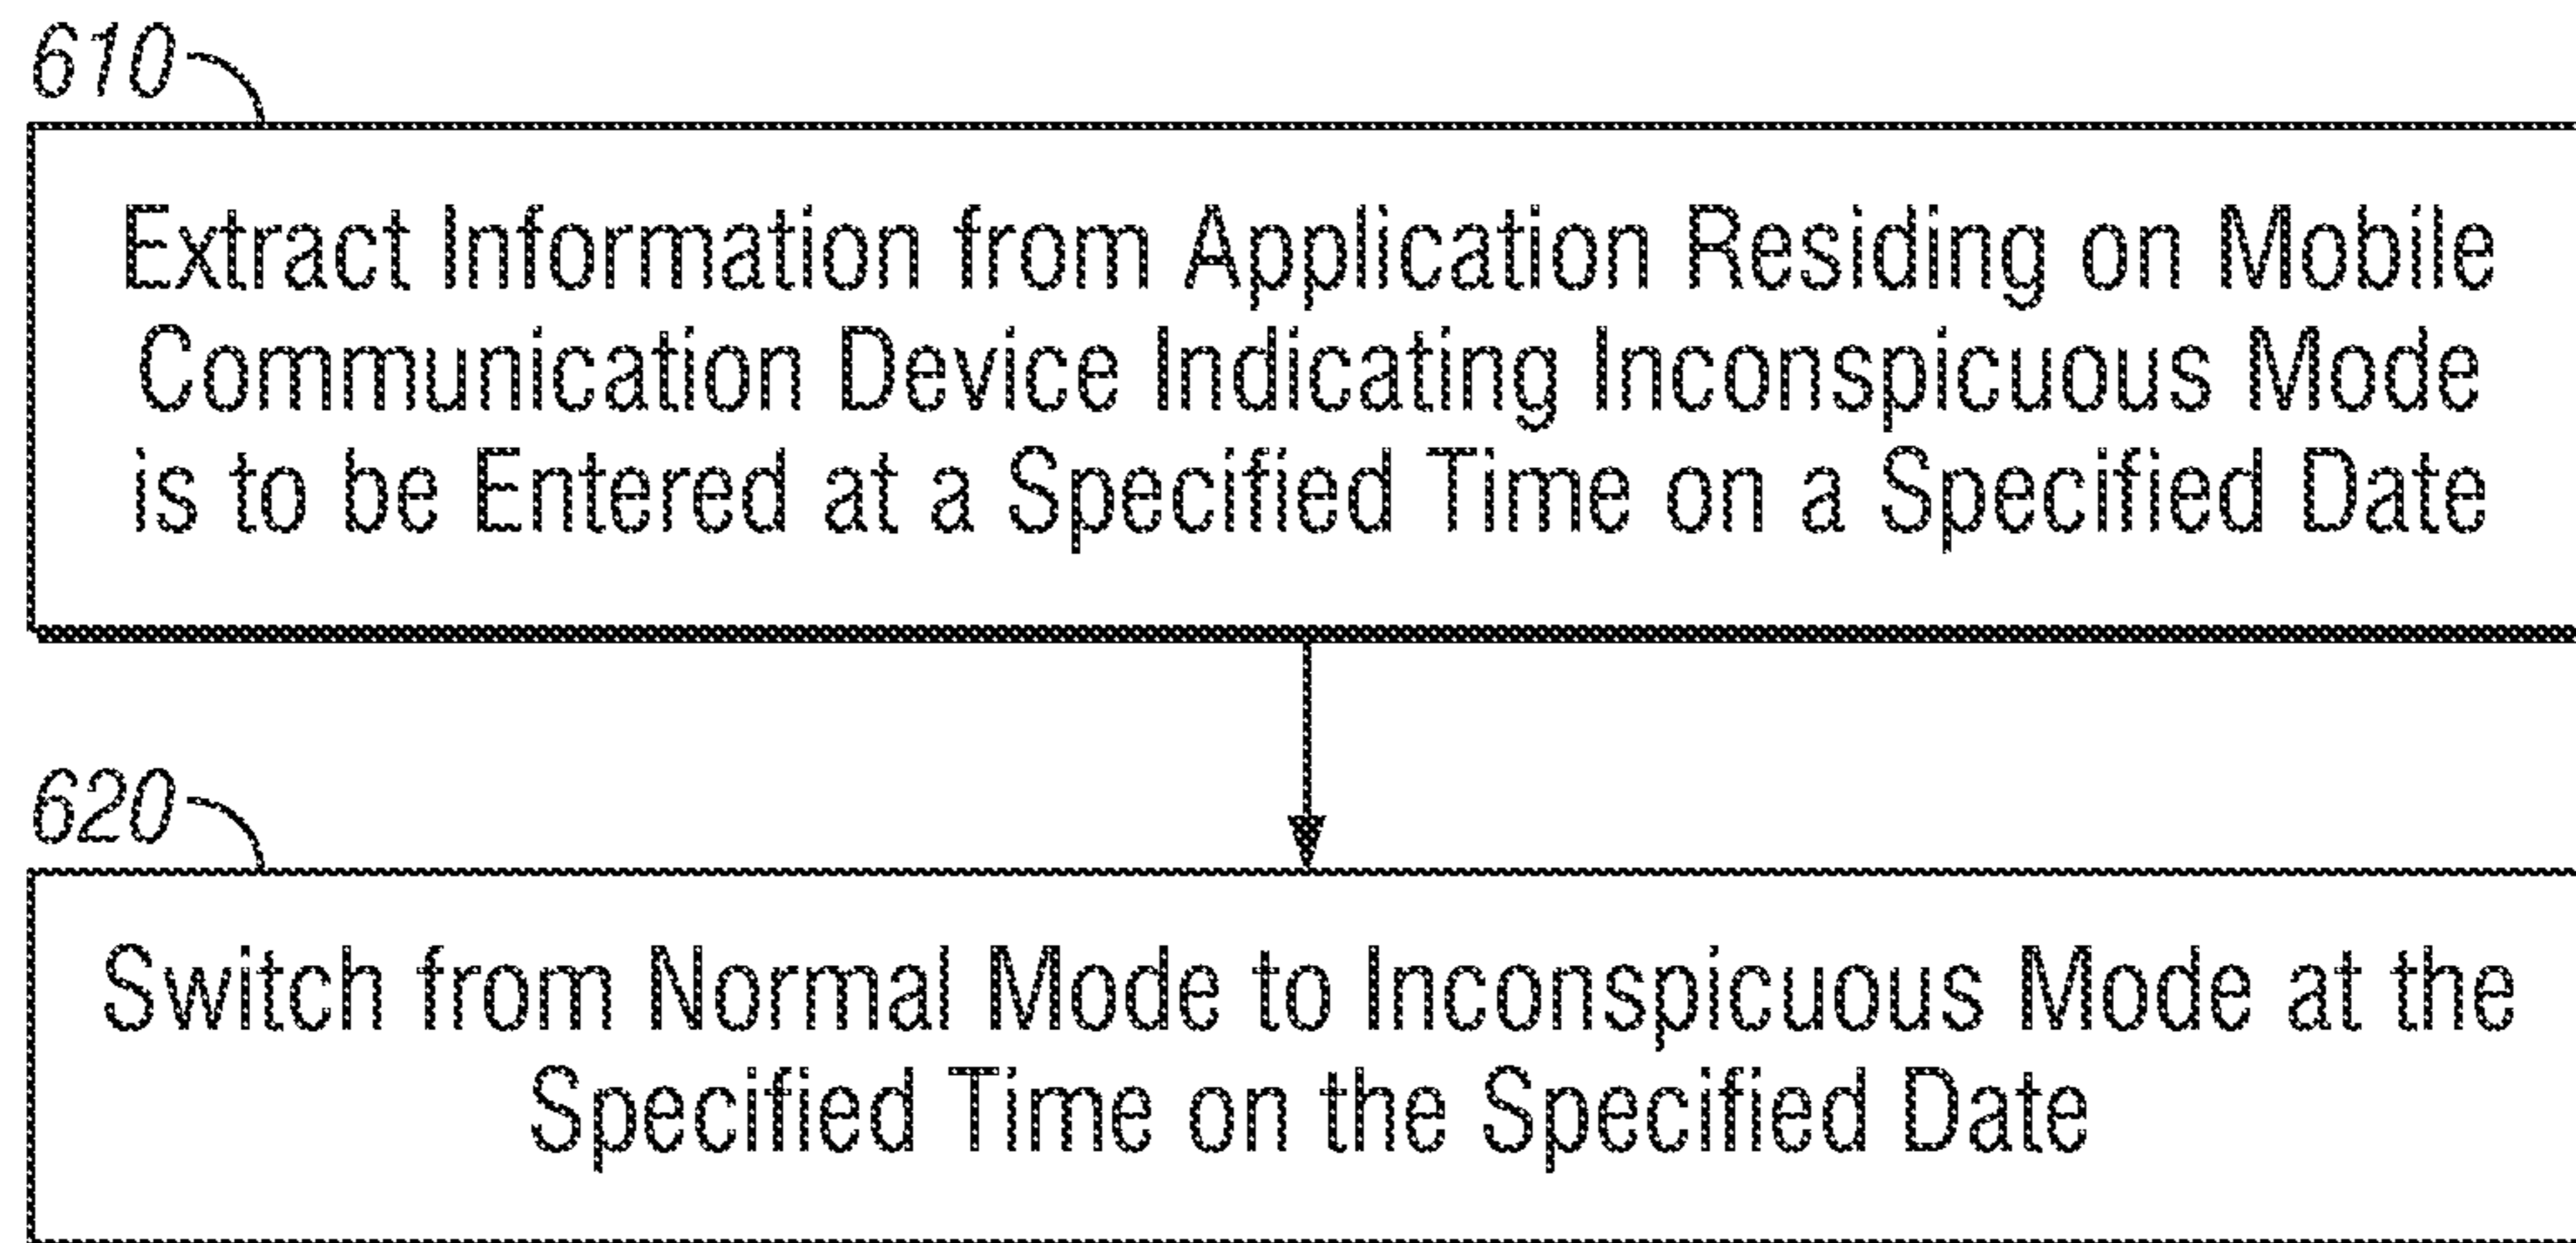 610
Extract Information from Application Residing on Mobile
Communication Device Indicating Inconspicuous Mode
is to be Entered at a Specified Time on a Specified Date
620
Switch from Normal Mode to Inconspicuous Mode at the
Specified Time on the Specified Date